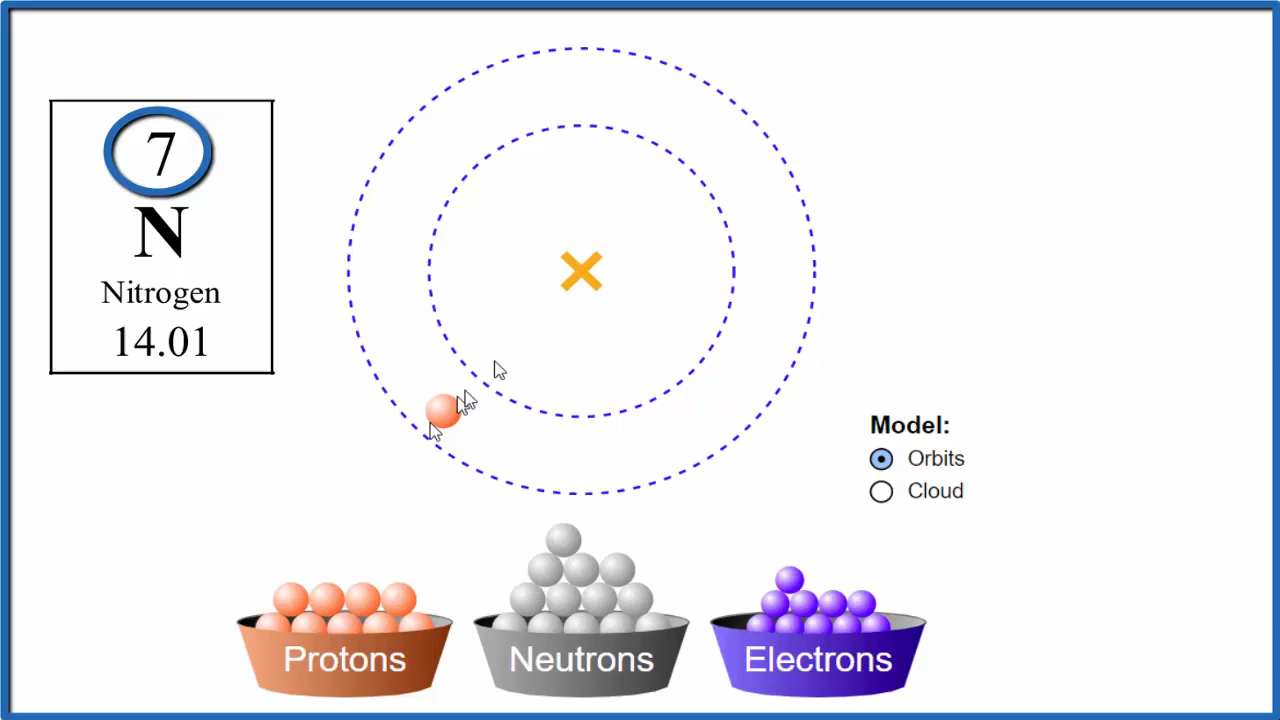 7
N
Nitrogen
14.01
Model:
Orbits
Cloud
Protons
Neutrons
Electrons